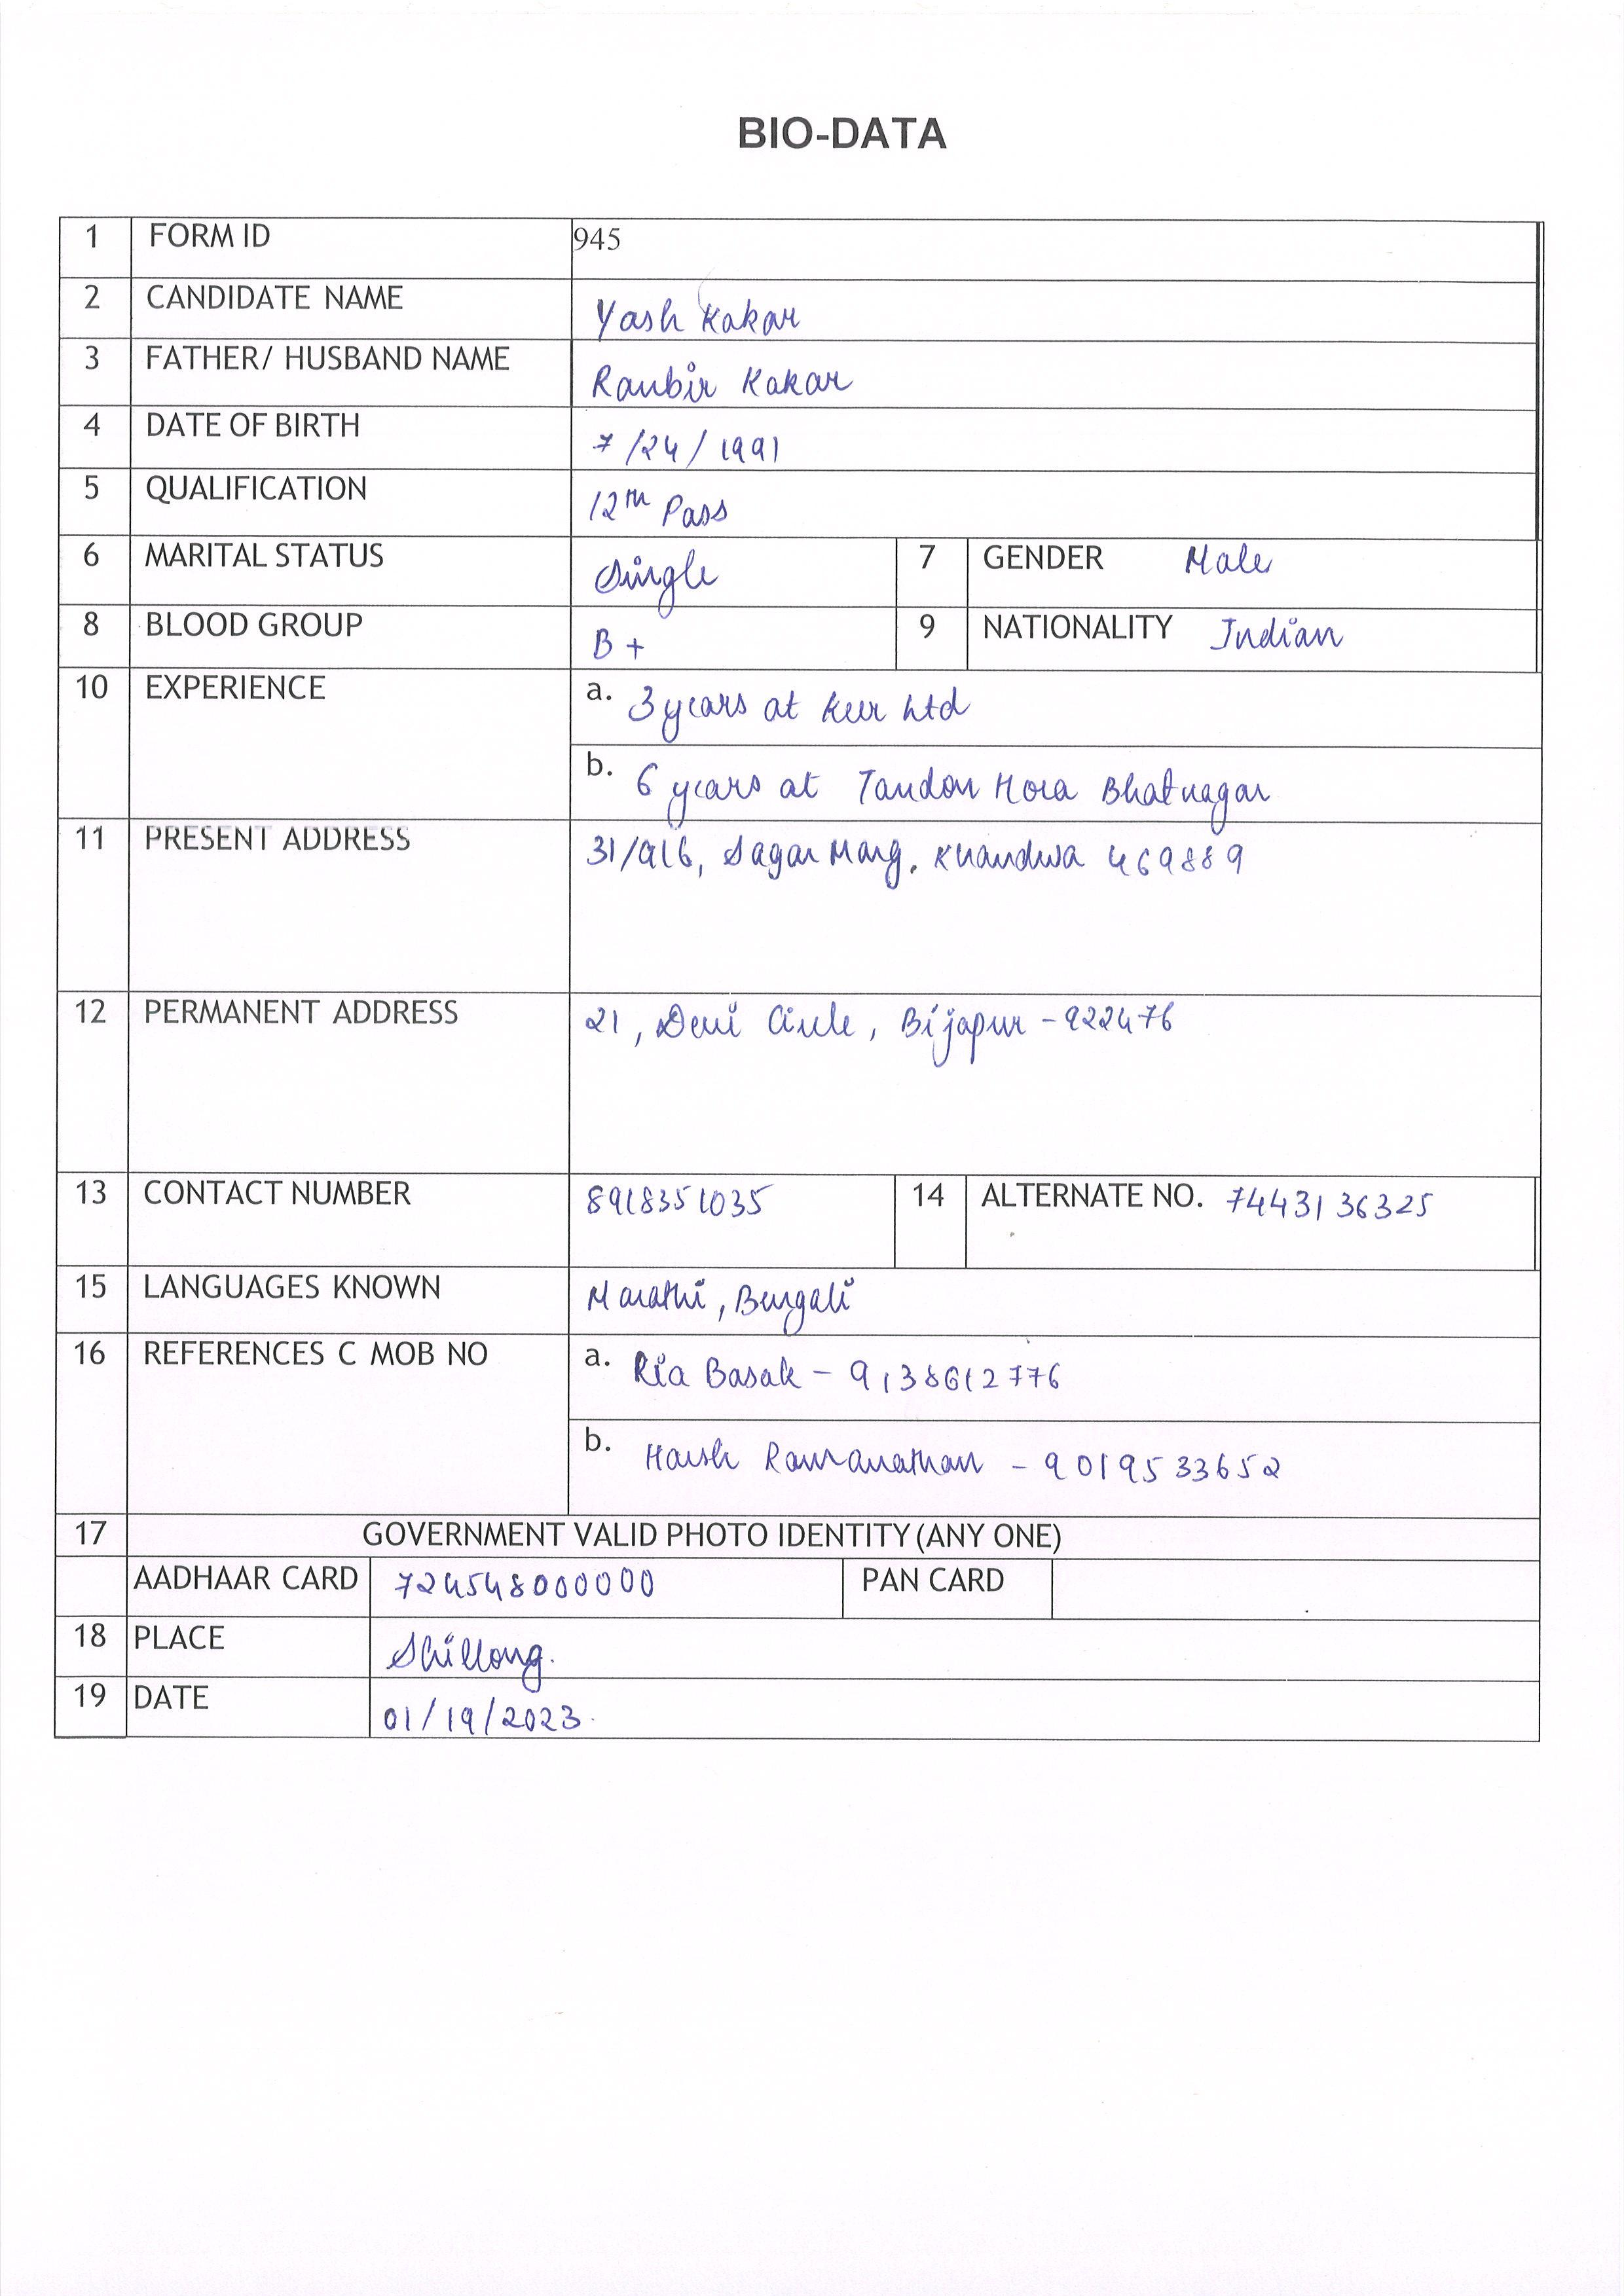 BIO-DATA
1 FORM ID 945
2 CANDIDATE NAME Yash Kakar
3 FATHER/ HUSBAND NAME Ranbir Kakar
4 DATE OF BIRTH 7/24/1991
5 QUALIFICATION 12th Pass
6 MARITAL STATUS Single 7 GENDER Male
8 BLOOD GROUP B+ 9 NATIONALITY Indian
10 EXPERIENCE a. 3 years at Ltd
b. 6 years at Tandon Hora Bhatnagar
11 PRESENT ADDRESS 31/916, Sagar Marg, Khandwa 469889
12 PERMANENT ADDRESS 21, Circle, Bijapur - 922476
13 CONTACT NUMBER 8918351035 14 ALTERNATE NO. 7443136325
15 LANGUAGES KNOWN Marathi, Bengali
16 REFERENCES C MOB NO a. Ria Basak - 9138612776
b. Ramanathan - 9019533652
17 GOVERNMENT VALID PHOTO IDENTITY (ANY ONE)
AADHAAR CARD 724548000000 PAN CARD
18 PLACE Shillong.
19 DATE 01/19/2023.